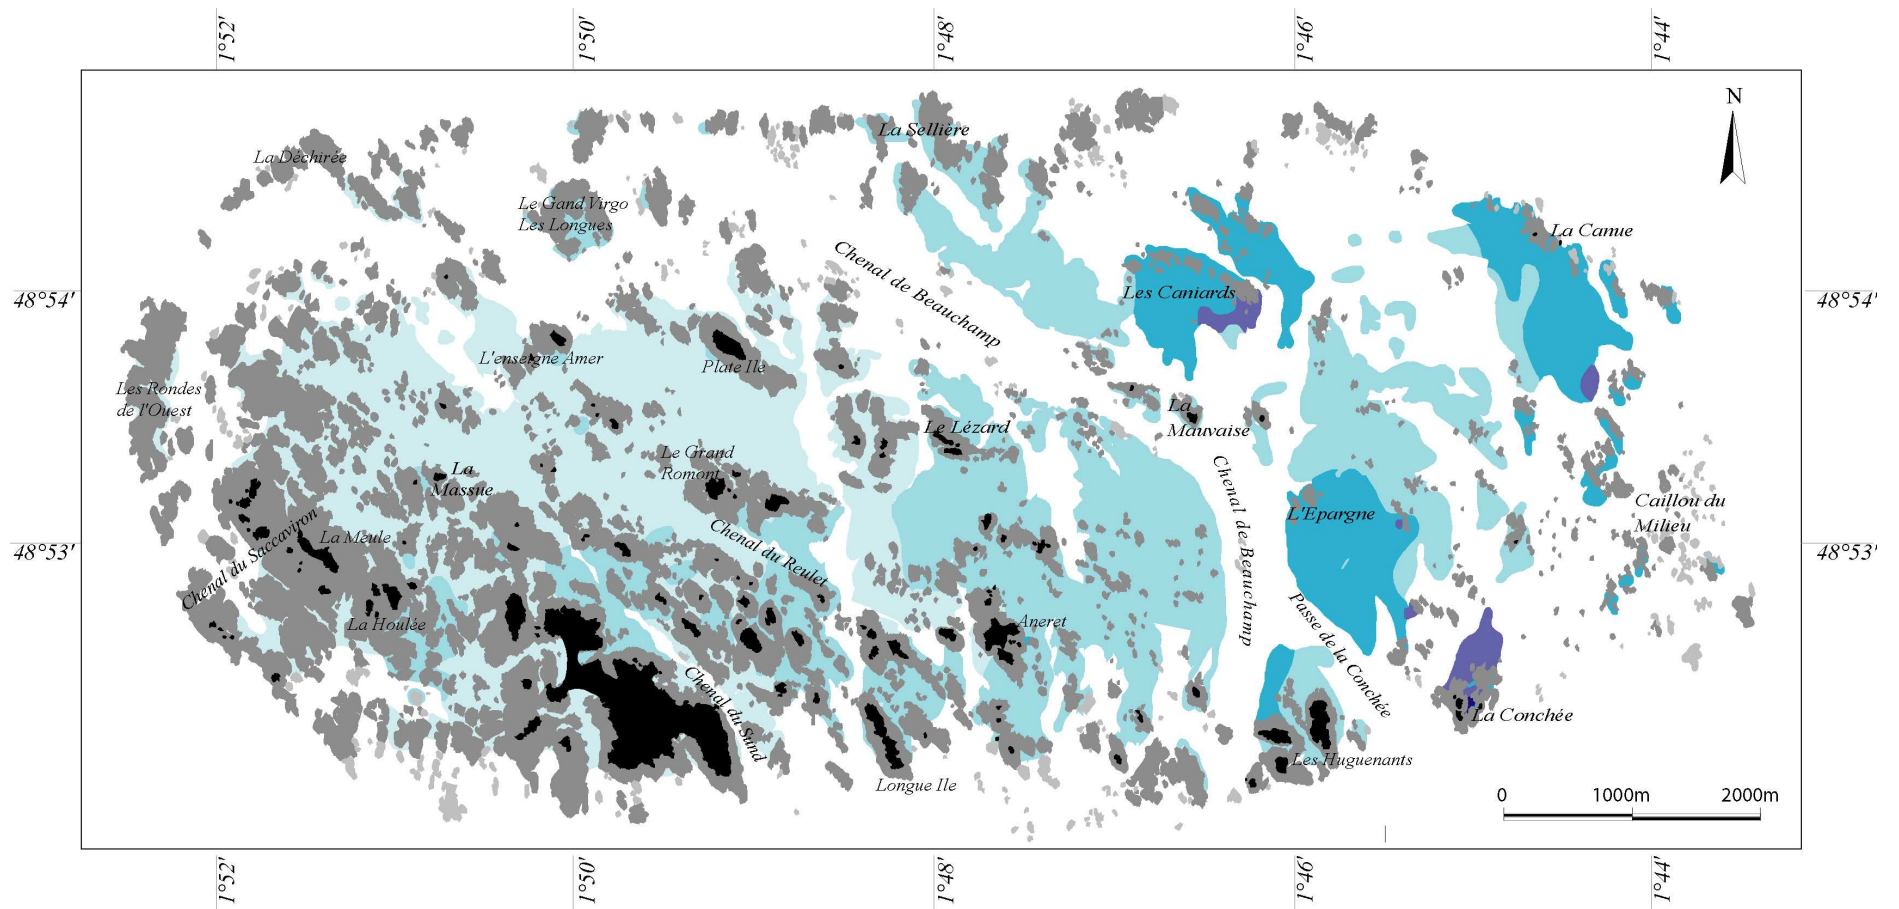 1°52'
1°50'
1°48'
1°46'
1°44'
N
La Sellière
La Déchirée
Le Gand Virgo
Les Longues
La Canue
Chenal de Beauchamp
48°54'
Les Caniards
48°54'
L'enseigne Amer
Plate Ile
Les Rondes
de l'Ouest
La
Mauvaise
Le Lézard
Le Grand
Romont
La
Massue
Chenal de Beauchamp
Caillou du
Milieu
L'Epargne
Chenal du Saccaviron
La Meule
Chenal du Reulet
48°53'
48°53'
Passe de la Conchée
La Houlée
Aneret
Chenal du Sund
La Conchée
Les Huguenants
Longue Ile
0 1000m 2000m
1°52'
1°50'
1°48'
1°46'
1°44'